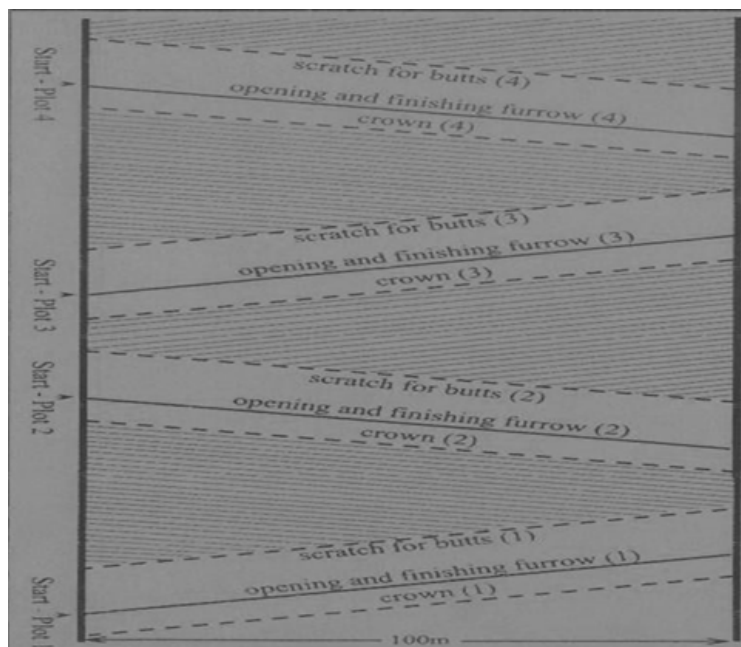 Start - Plot 4
scratch for butts (4)
opening and finishing furrow (4)
crown (4)
scratch for butts (3)
opening and finishing furrow (3)
crown (3)
Start - Plot 3
scratch for butts (2)
Start - Plot 2
opening and finishing furrow (2)
crown (2)
scratch for butts (1)
opening and finishing furrow (1)
crown (1)
Start - Plot 1
100m